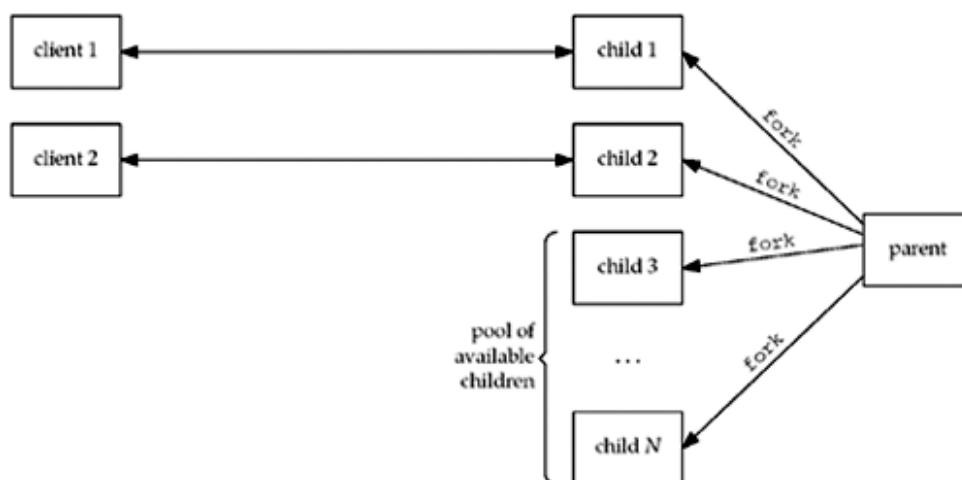 client 1
child 1
fork
client 2
child 2
fork
parent
fork
child 3
pool of
available
children
...
fork
child N